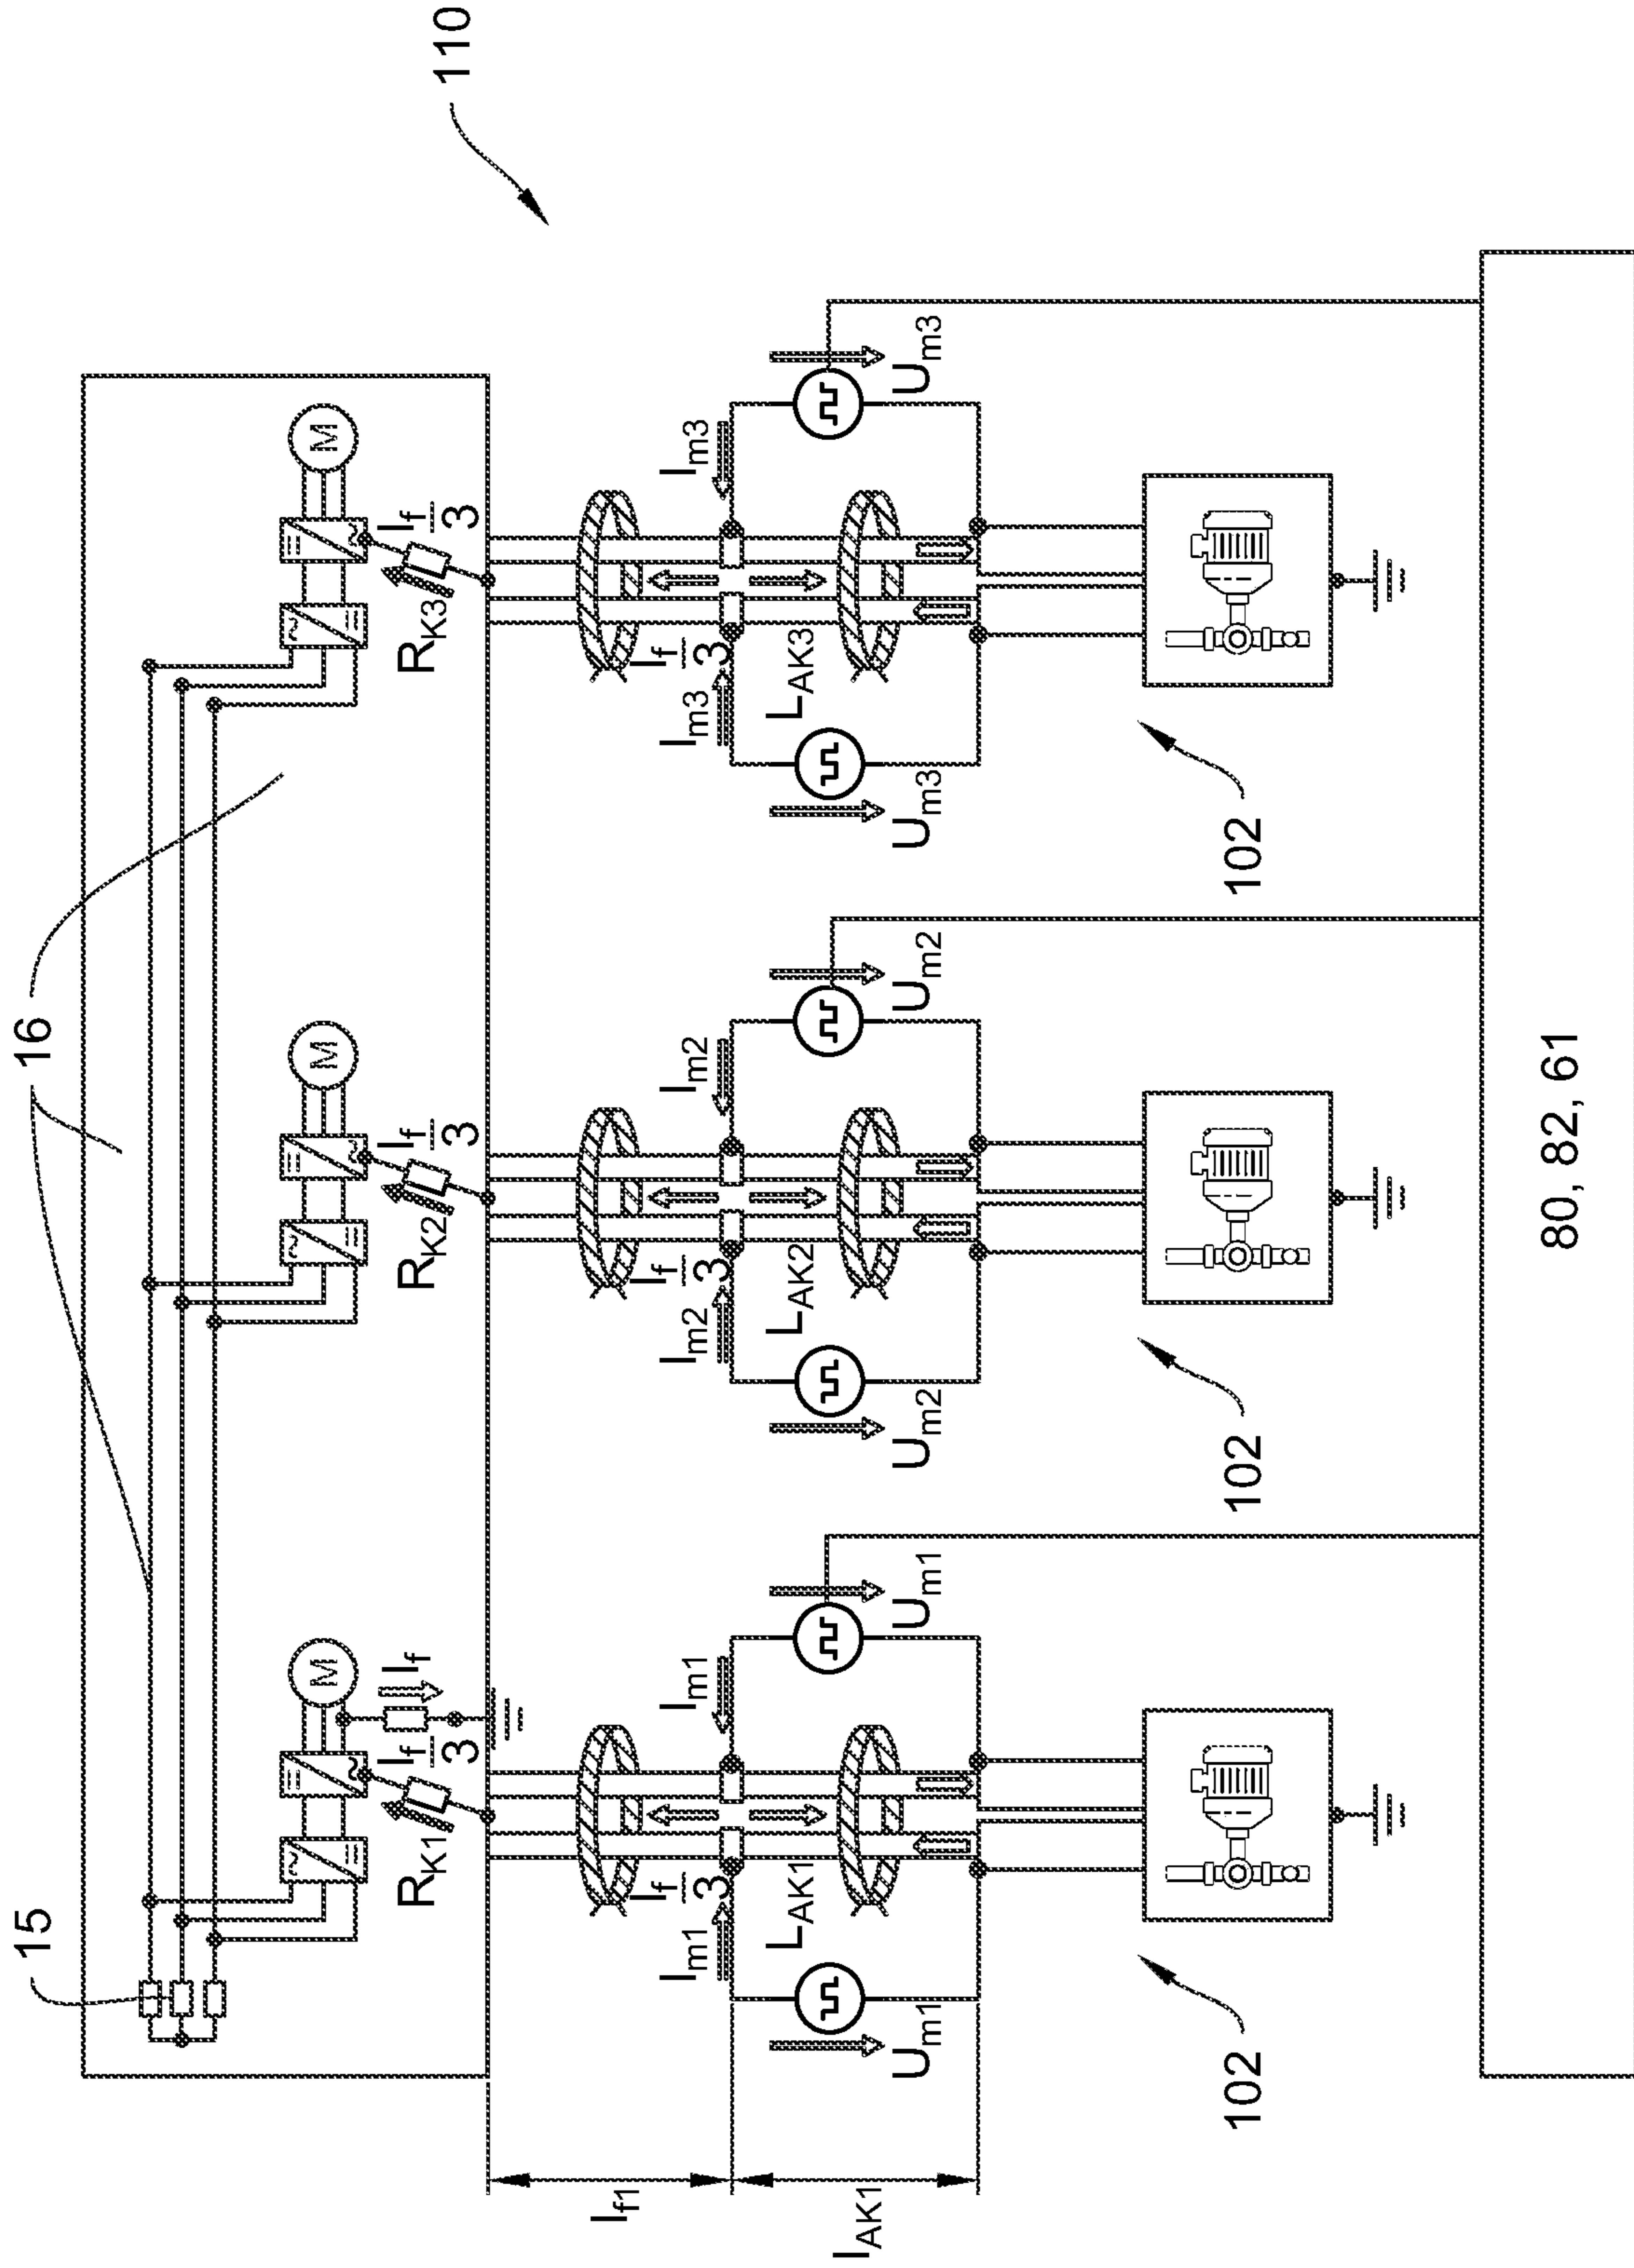 15
16
M
M
M
I_f
R_K1
I_f/3
R_K2
I_f/3
R_K3
I_f/3
110
l_f1
I_f/3
I_f/3
I_f/3
I_m1
I_m1
I_m2
I_m2
I_m3
I_m3
L_AK1
L_AK2
L_AK3
l_AK1
U_m1
U_m1
U_m2
U_m2
U_m3
U_m3
102
102
102
80, 82, 61